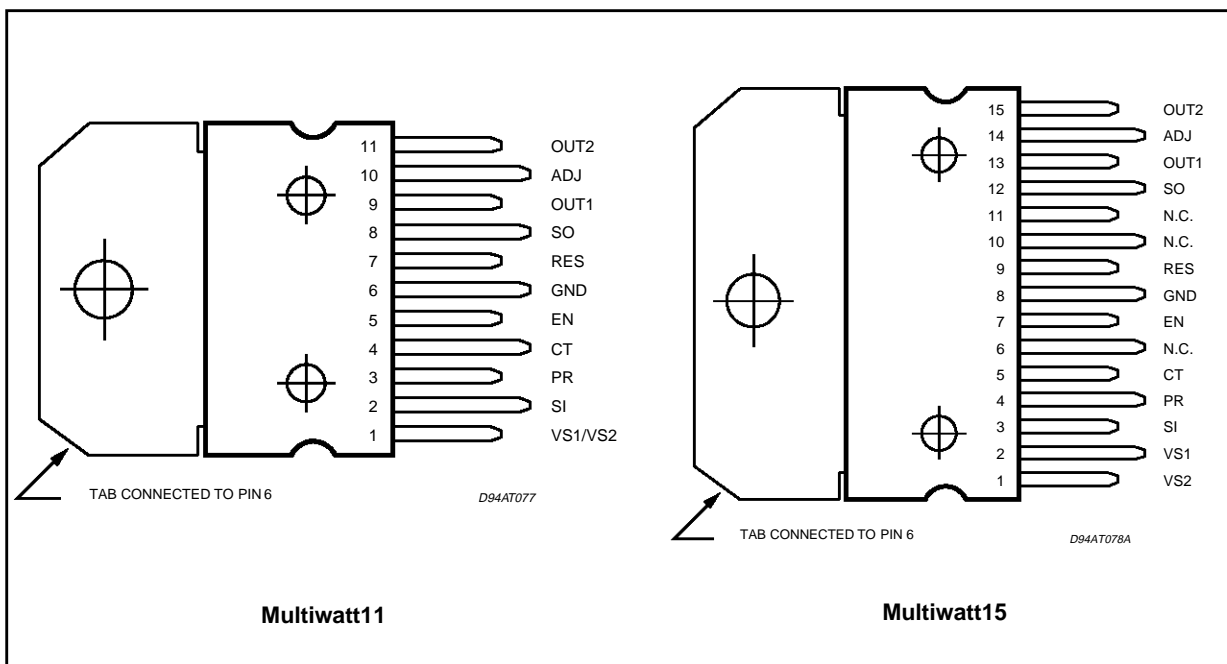 11 OUT2
10 ADJ
9 OUT1
8 SO
7 RES
6 GND
5 EN
4 CT
3 PR
2 SI
1 VS1/VS2
TAB CONNECTED TO PIN 6
D94AT077
Multiwatt11
15 OUT2
14 ADJ
13 OUT1
12 SO
11 N.C.
10 N.C.
9 RES
8 GND
7 EN
6 N.C.
5 CT
4 PR
3 SI
2 VS1
1 VS2
TAB CONNECTED TO PIN 6
D94AT078A
Multiwatt15